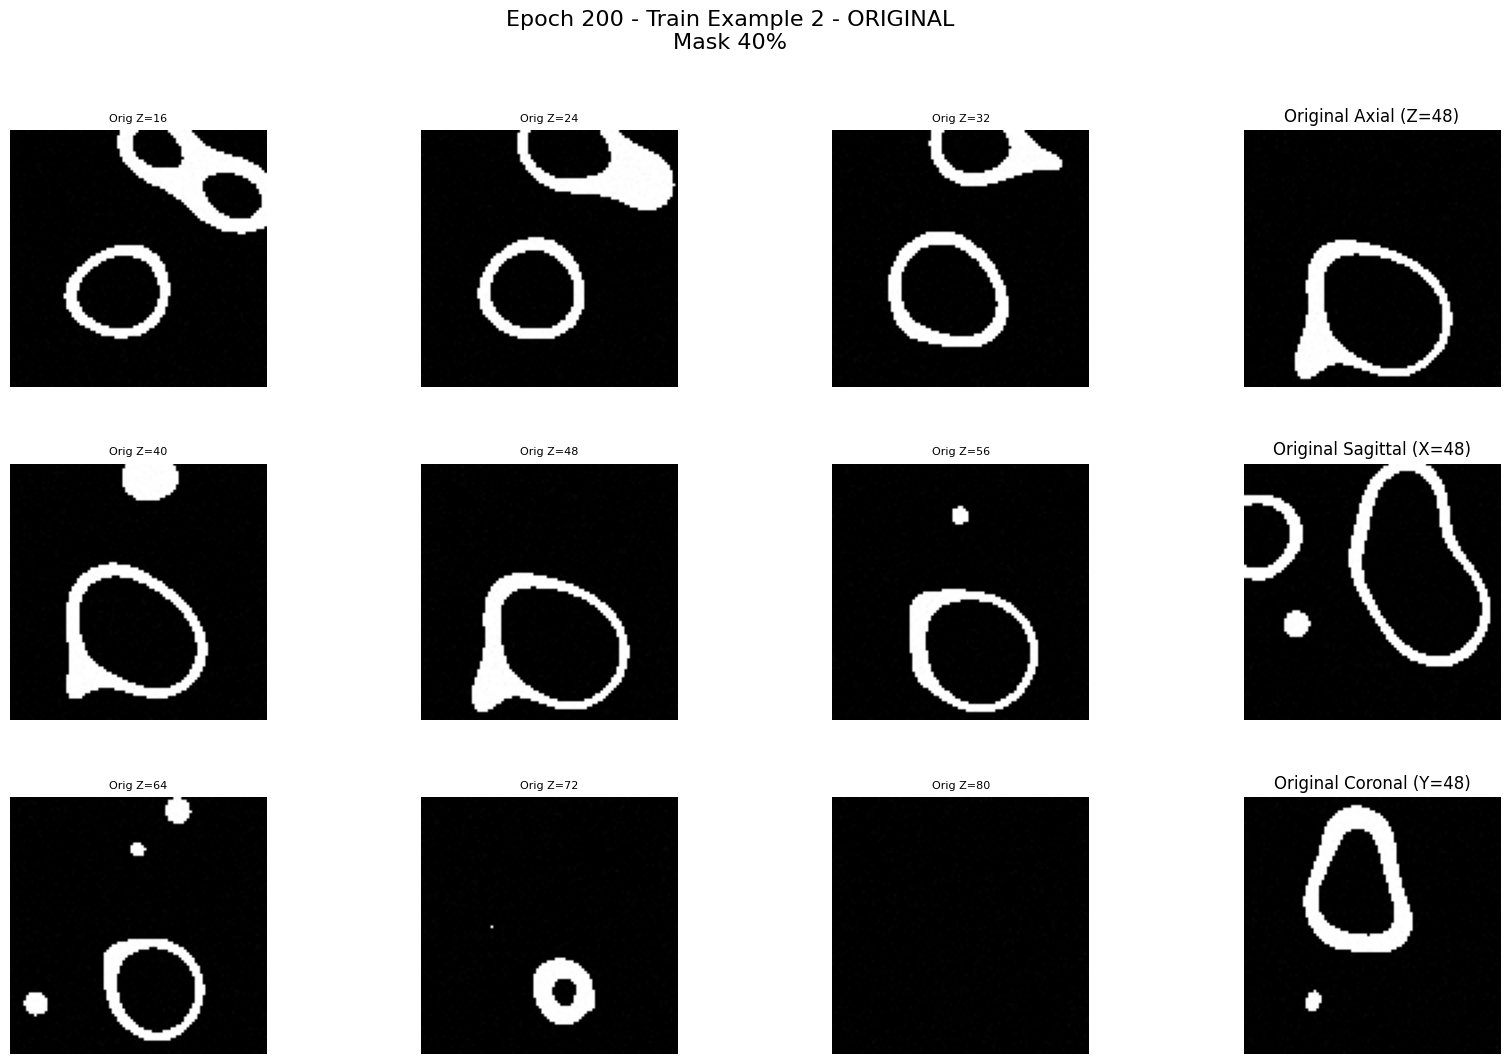 Epoch 200 - Train Example 2 - ORIGINAL
Mask 40%
Orig Z=16
Orig Z=24
Orig Z=32
Original Axial (Z=48)
Orig Z=40
Orig Z=48
Orig Z=56
Original Sagittal (X=48)
Orig Z=64
Orig Z=72
Orig Z=80
Original Coronal (Y=48)